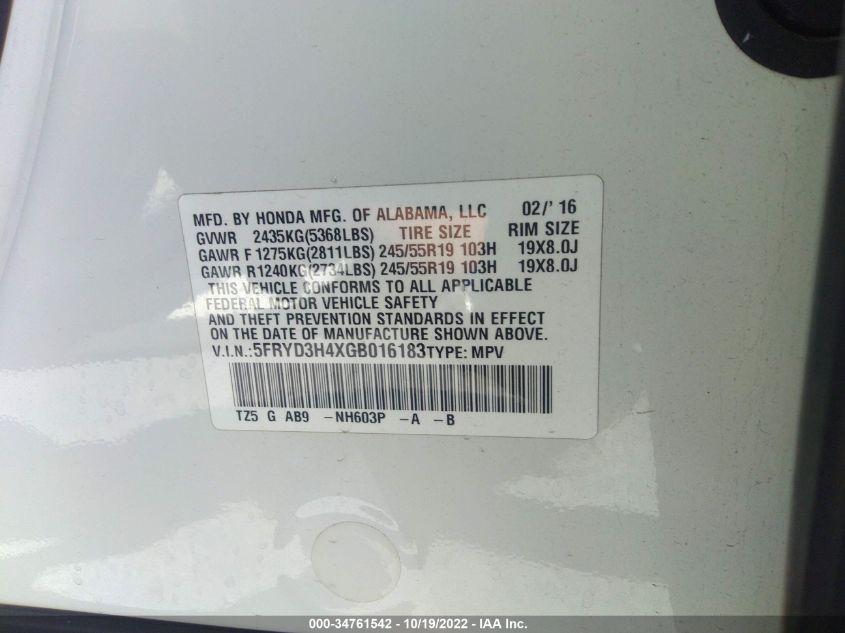 MFD. BY HONDA MFG. OF ALABAMA, LLC 02/' 16
GVWR 2435KG(5368LBS) TIRE SIZE RIM SIZE
GAWR F 1275KG(2811LBS) 245/55R19 103H 19X8.0J
GAWR R1240KG(2734LBS) 245/55R19 103H 19X8.0J
THIS VEHICLE CONFORMS TO ALL APPLICABLE
FEDERAL MOTOR VEHICLE SAFETY
AND THEFT PREVENTION STANDARDS IN EFFECT
ON THE DATE OF MANUFACTURE SHOWN ABOVE.
V.I.N.:5FRYD3H4XGB016183TYPE: MPV
TZ5 G AB9 -NH603P -A -B
000-34761542 - 10/19/2022 - IAA Inc.